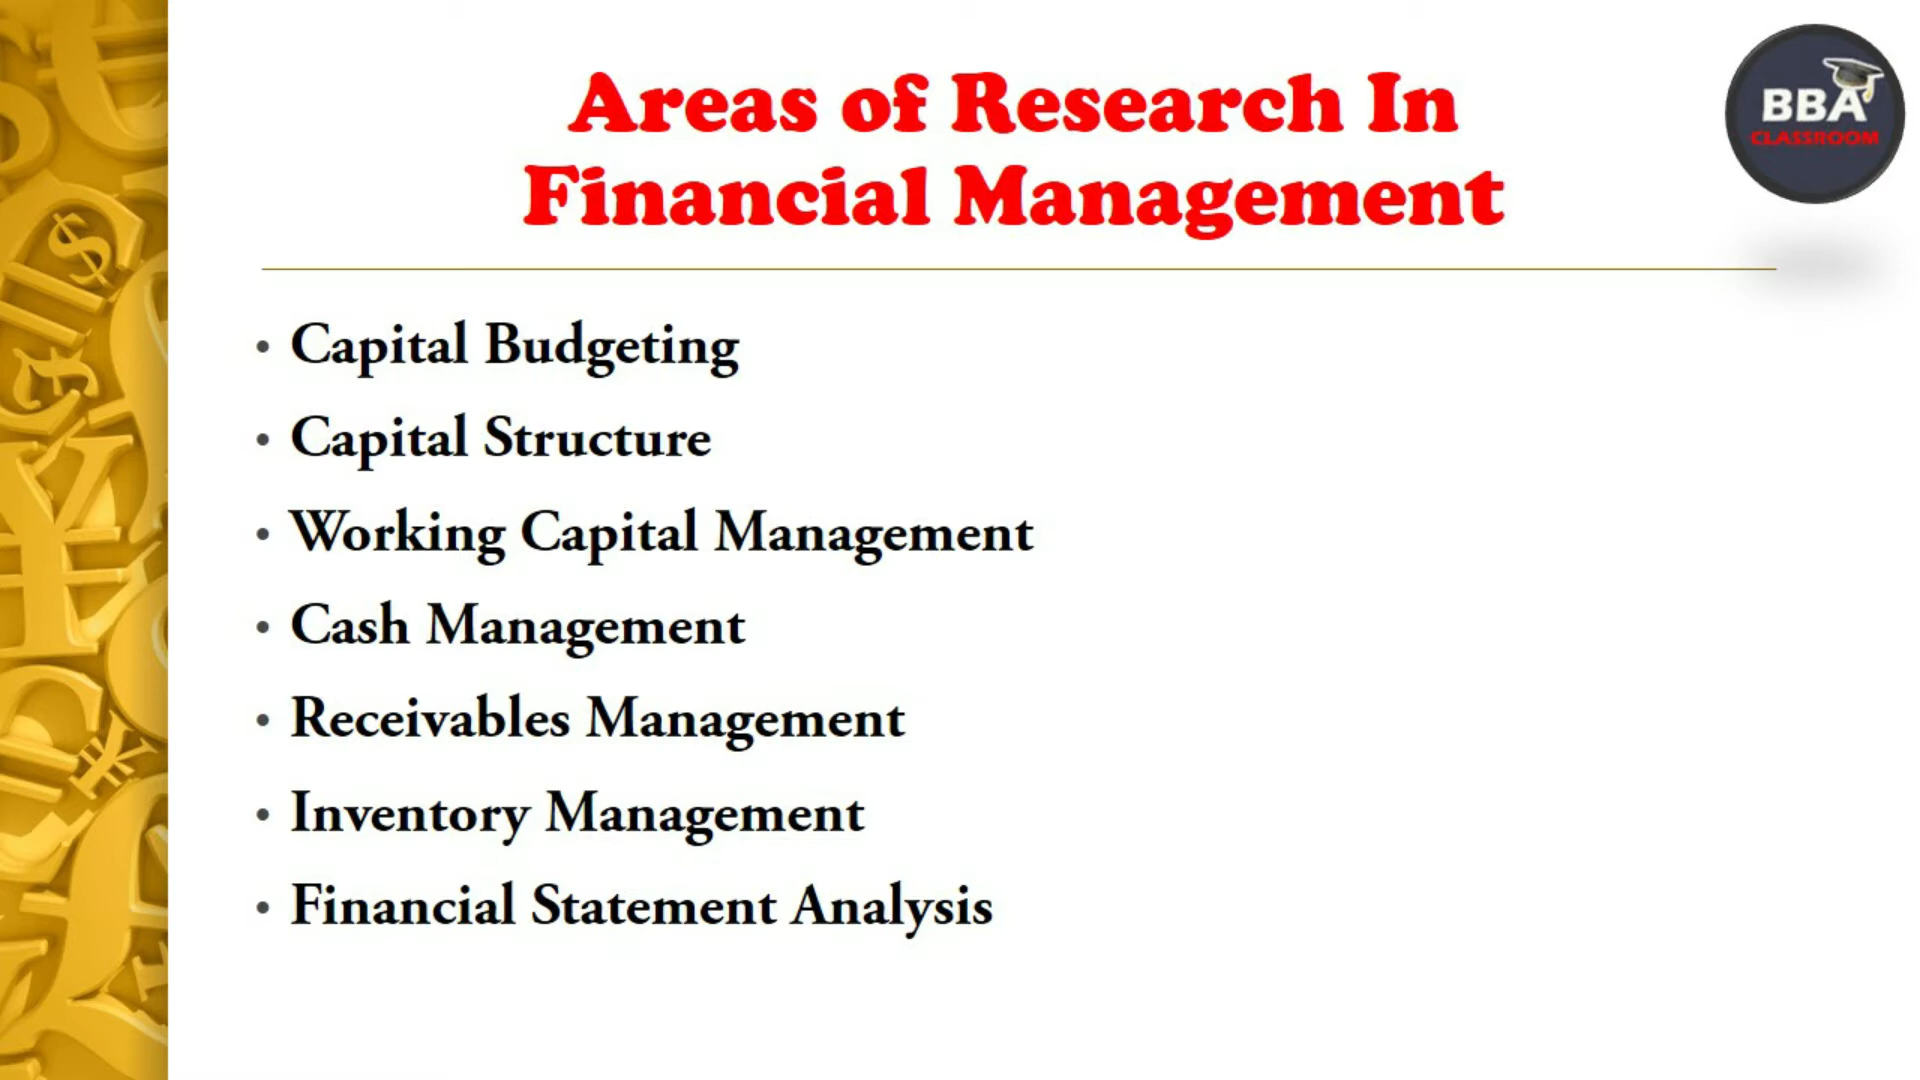 Areas of Research In
Financial Management
BBA
CLASSROOM
• Capital Budgeting
• Capital Structure
• Working Capital Management
• Cash Management
• Receivables Management
• Inventory Management
• Financial Statement Analysis